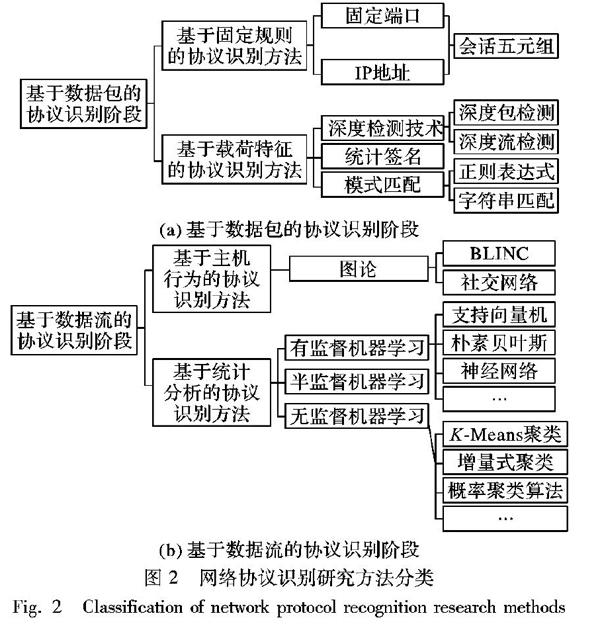 基于数据包的
协议识别阶段
基于固定规则
的协议识别方法
固定端口
IP地址
会话五元组
基于载荷特征
的协议识别方法
深度检测技术
统计签名
模式匹配
深度包检测
深度流检测
正则表达式
字符串匹配
(a) 基于数据包的协议识别阶段
基于数据流的
协议识别阶段
基于主机
行为的协议
识别方法
图论
BLINC
社交网络
基于统计
分析的协议
识别方法
有监督机器学习
半监督机器学习
无监督机器学习
支持向量机
朴素贝叶斯
神经网络
…
K-Means聚类
增量式聚类
概率聚类算法
…
(b) 基于数据流的协议识别阶段
图 2 网络协议识别研究方法分类
Fig. 2 Classification of network protocol recognition research methods